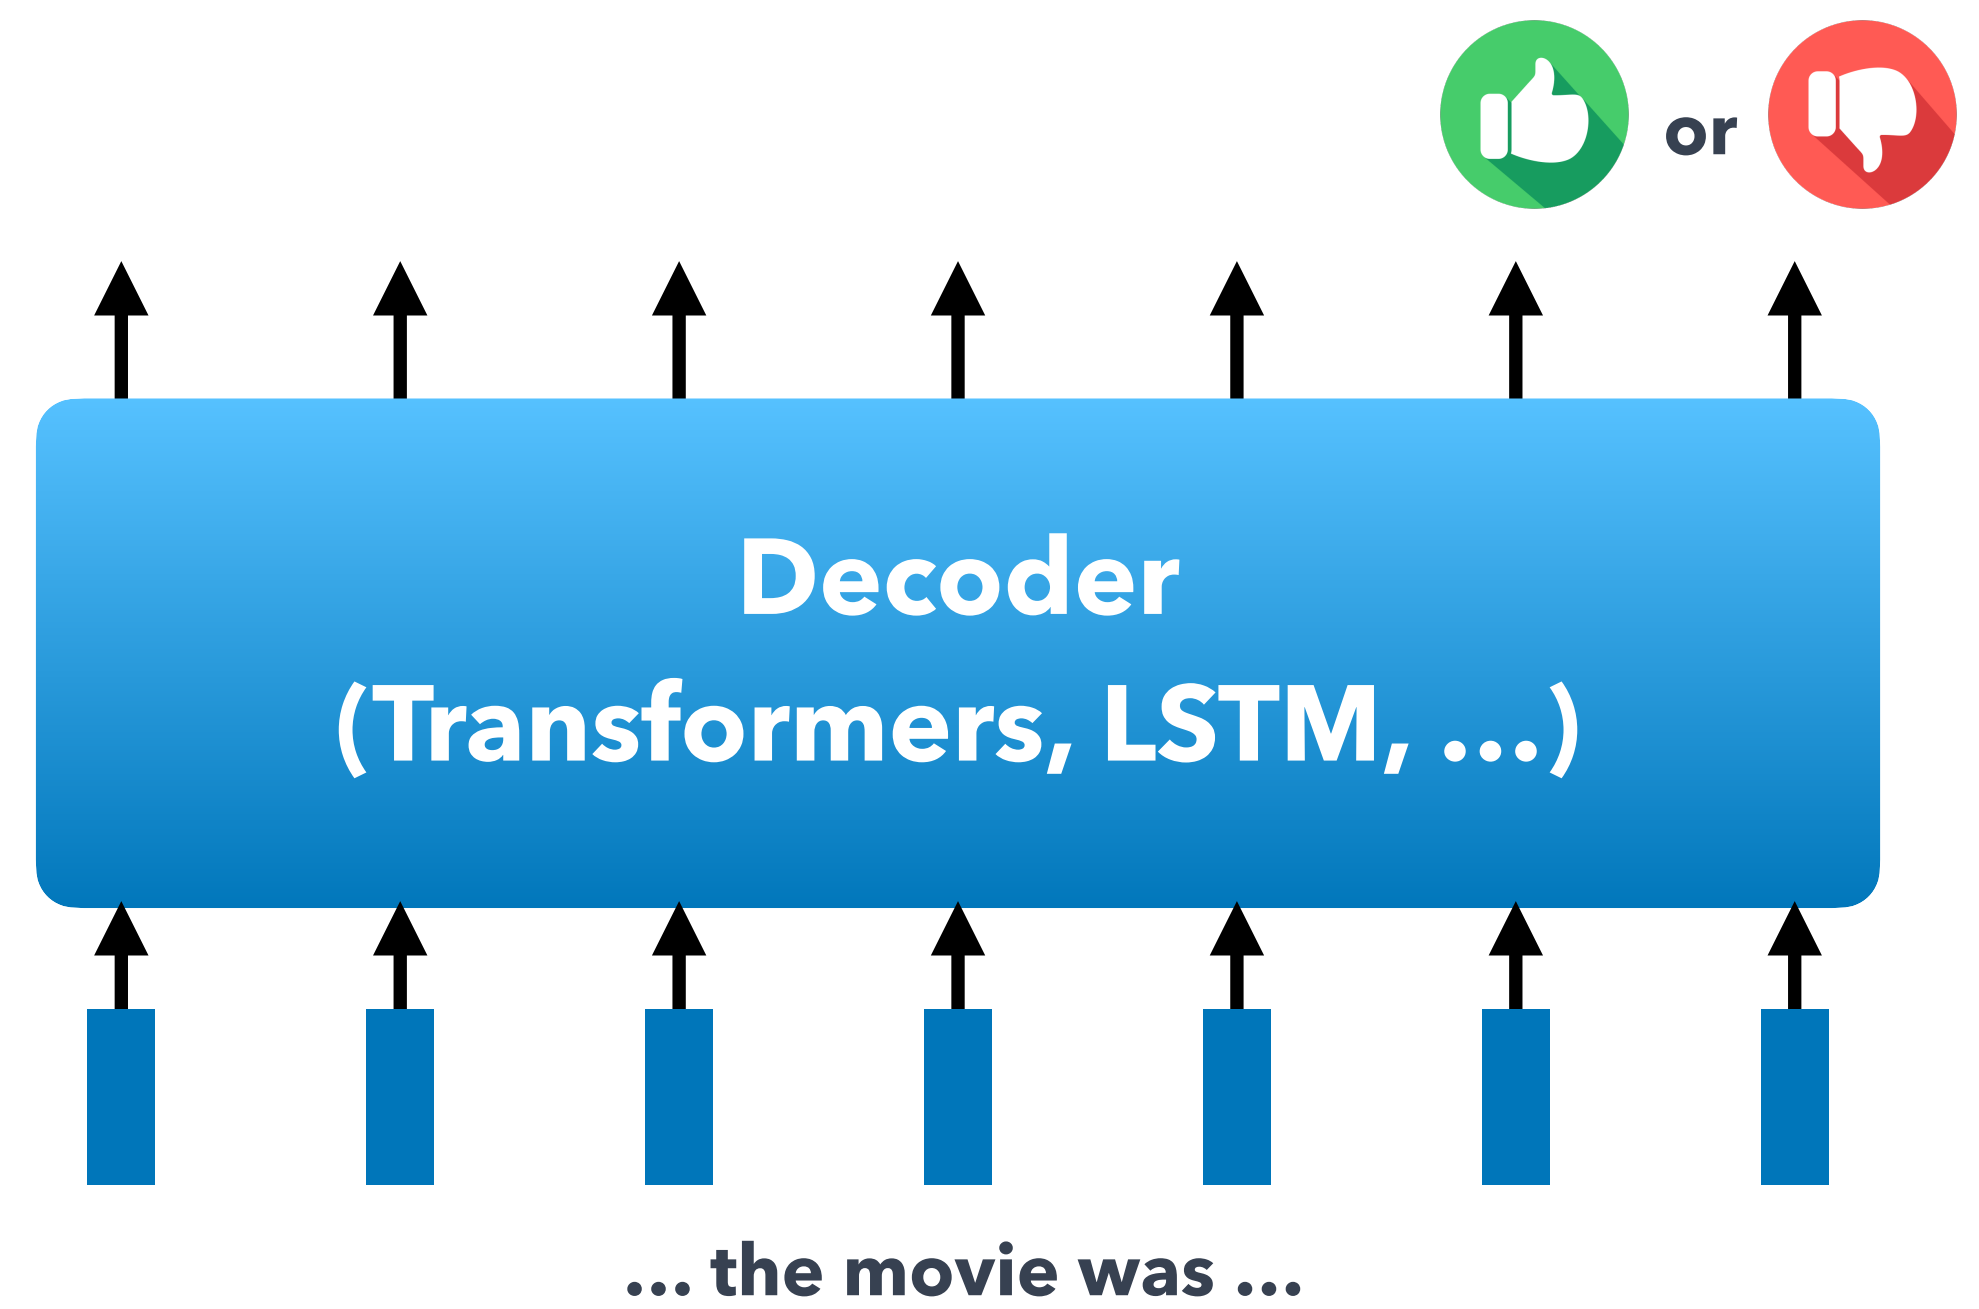 or
Decoder
(Transformers, LSTM, ...)
... the movie was ...